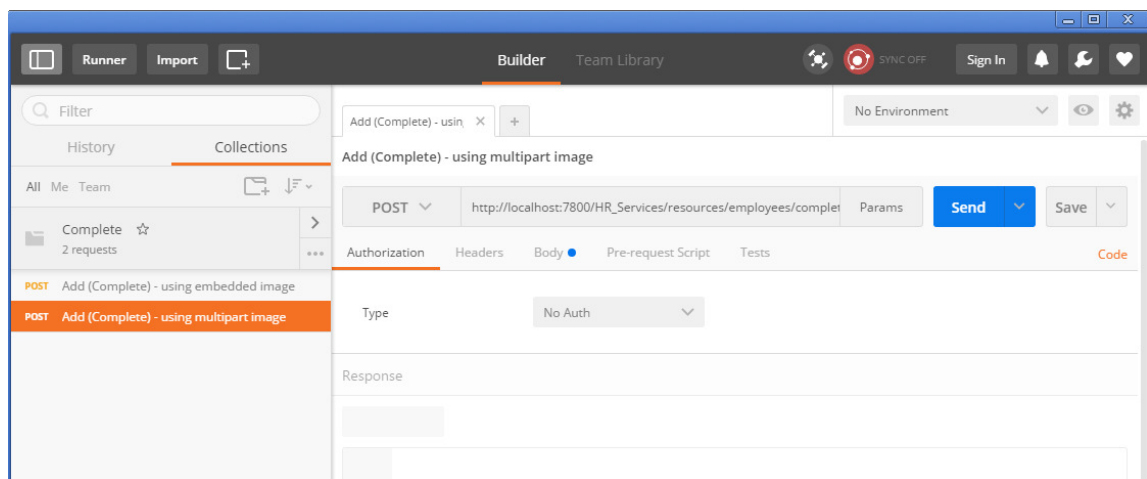 Runner Import Builder Team Library SYNC OFF Sign In
Filter
History Collections
All Me Team
Complete
2 requests
POST Add (Complete) - using embedded image
POST Add (Complete) - using multipart image
Add (Complete) - usin
No Environment
Add (Complete) - using multipart image
POST http://localhost:7800/HR_Services/resources/employees/complet Params Send Save
Authorization Headers Body Pre-request Script Tests Code
Type No Auth
Response